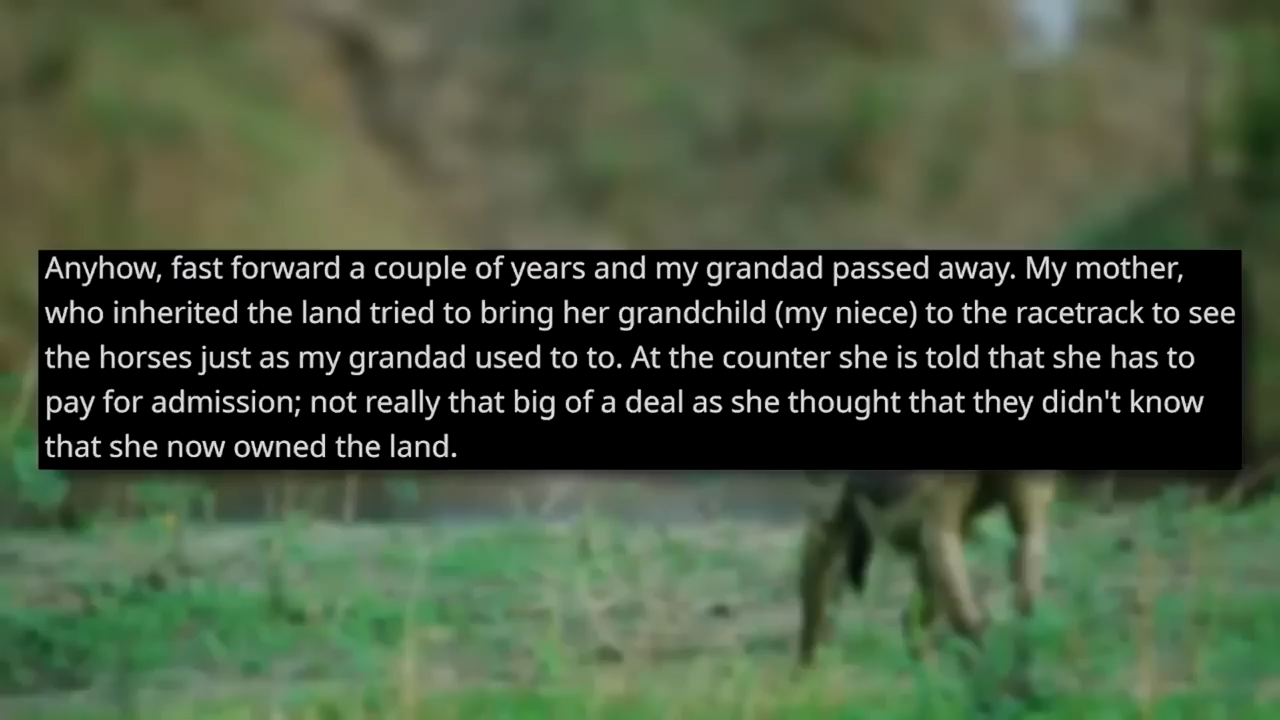 Anyhow, fast forward a couple of years and my grandad passed away. My mother,
who inherited the land tried to bring her grandchild (my niece) to the racetrack to see
the horses just as my grandad used to to. At the counter she is told that she has to
pay for admission; not really that big of a deal as she thought that they didn't know
that she now owned the land.